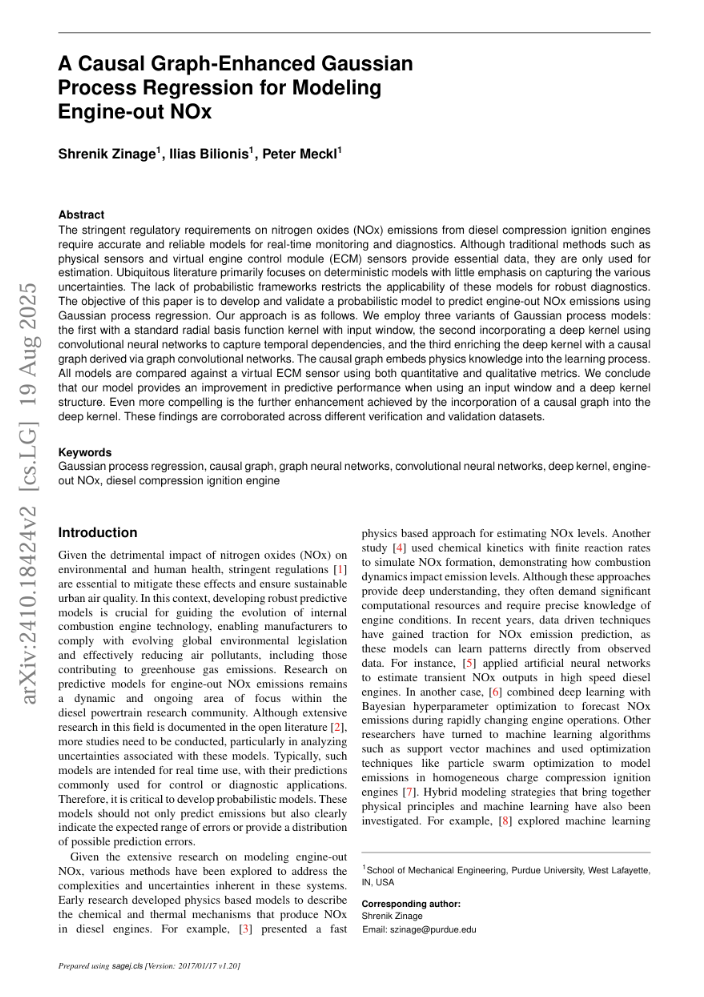 A Causal Graph-Enhanced Gaussian
Process Regression for Modeling
Engine-out NOx
Shrenik Zinage1, Ilias Bilionis1, Peter Meckl1
Abstract
The stringent regulatory requirements on nitrogen oxides (NOx) emissions from diesel compression ignition engines
require accurate and reliable models for real-time monitoring and diagnostics. Although traditional methods such as
physical sensors and virtual engine control module (ECM) sensors provide essential data, they are only used for
estimation. Ubiquitous literature primarily focuses on deterministic models with little emphasis on capturing the various
uncertainties. The lack of probabilistic frameworks restricts the applicability of these models for robust diagnostics.
The objective of this paper is to develop and validate a probabilistic model to predict engine-out NOx emissions using
Gaussian process regression. Our approach is as follows. We employ three variants of Gaussian process models:
the first with a standard radial basis function kernel with input window, the second incorporating a deep kernel using
convolutional neural networks to capture temporal dependencies, and the third enriching the deep kernel with a causal
graph derived via graph convolutional networks. The causal graph embeds physics knowledge into the learning process.
All models are compared against a virtual ECM sensor using both quantitative and qualitative metrics. We conclude
that our model provides an improvement in predictive performance when using an input window and a deep kernel
structure. Even more compelling is the further enhancement achieved by the incorporation of a causal graph into the
deep kernel. These findings are corroborated across different verification and validation datasets.
Keywords
Gaussian process regression, causal graph, graph neural networks, convolutional neural networks, deep kernel, engine-
out NOx, diesel compression ignition engine
Introduction
Given the detrimental impact of nitrogen oxides (NOx) on
environmental and human health, stringent regulations [1]
are essential to mitigate these effects and ensure sustainable
urban air quality. In this context, developing robust predictive
models is crucial for guiding the evolution of internal
combustion engine technology, enabling manufacturers to
comply with evolving global environmental legislation
and effectively reducing air pollutants, including those
contributing to greenhouse gas emissions. Research on
predictive models for engine-out NOx emissions remains
a dynamic and ongoing area of focus within the
diesel powertrain research community. Although extensive
research in this field is documented in the open literature [2],
more studies need to be conducted, particularly in analyzing
uncertainties associated with these models. Typically, such
models are intended for real time use, with their predictions
commonly used for control or diagnostic applications.
Therefore, it is critical to develop probabilistic models. These
models should not only predict emissions but also clearly
indicate the expected range of errors or provide a distribution
of possible prediction errors.
Given the extensive research on modeling engine-out
NOx, various methods have been explored to address the
complexities and uncertainties inherent in these systems.
Early research developed physics based models to describe
the chemical and thermal mechanisms that produce NOx
in diesel engines. For example, [3] presented a fast
physics based approach for estimating NOx levels. Another
study [4] used chemical kinetics with finite reaction rates
to simulate NOx formation, demonstrating how combustion
dynamics impact emission levels. Although these approaches
provide deep understanding, they often demand significant
computational resources and require precise knowledge of
engine conditions. In recent years, data driven techniques
have gained traction for NOx emission prediction, as
these models can learn patterns directly from observed
data. For instance, [5] applied artificial neural networks
to estimate transient NOx outputs in high speed diesel
engines. In another case, [6] combined deep learning with
Bayesian hyperparameter optimization to forecast NOx
emissions during rapidly changing engine operations. Other
researchers have turned to machine learning algorithms
such as support vector machines and used optimization
techniques like particle swarm optimization to model
emissions in homogeneous charge compression ignition
engines [7]. Hybrid modeling strategies that bring together
physical principles and machine learning have also been
investigated. For example, [8] explored machine learning
1School of Mechanical Engineering, Purdue University, West Lafayette,
IN, USA
Corresponding author:
Shrenik Zinage
Email: szinage@purdue.edu
Prepared using sagej.cls [Version: 2017/01/17 v1.20]
arXiv:2410.18424v2 [cs.LG] 19 Aug 2025